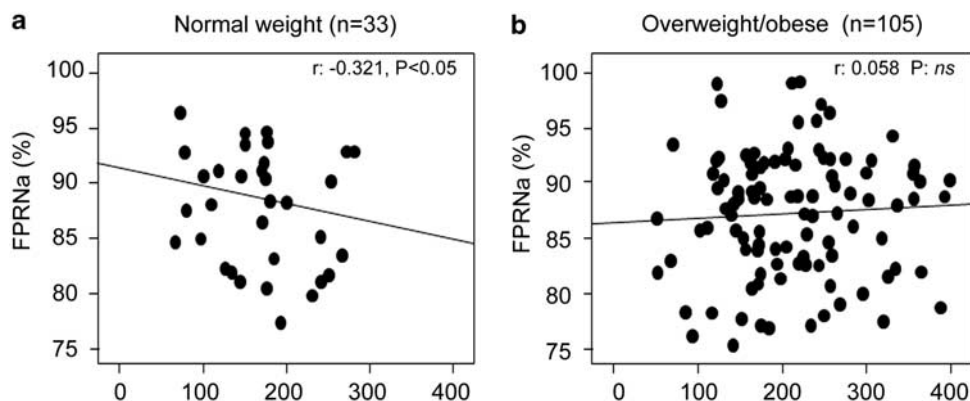 a Normal weight (n=33)
r: -0.321, P<0.05
FPRNa (%)
100
95
90
85
80
75
0 100 200 300 400
b Overweight/obese (n=105)
r: 0.058 P: ns
FPRNa (%)
100
95
90
85
80
75
0 100 200 300 400